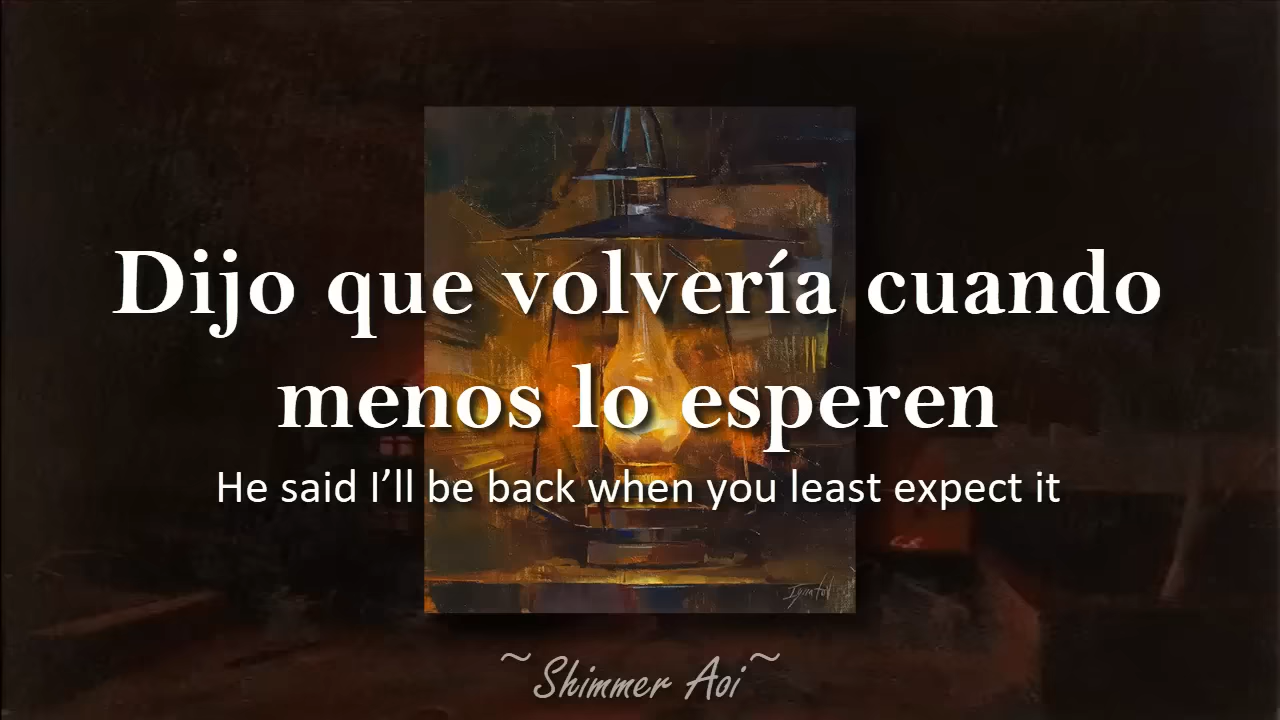 Dijo que volvería cuando
menos lo esperen
He said I’ll be back when you least expect it
~Shimmer Aoi~